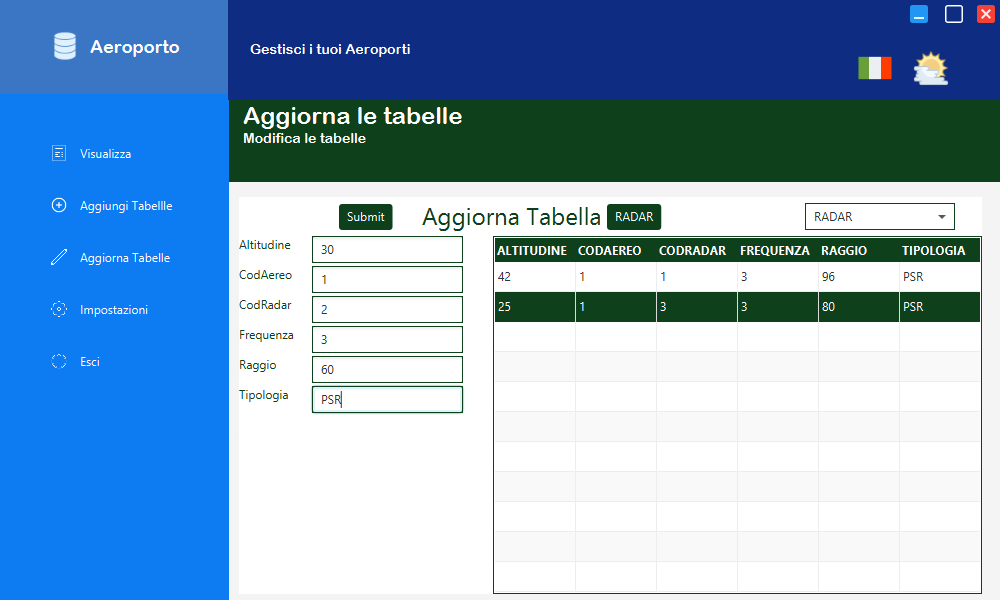 Aeroporto
Gestisci i tuoi Aeroporti
Visualizza
Aggiungi Tabellle
Aggiorna Tabelle
Impostazioni
Esci
Aggiorna le tabelle
Modifica le tabelle
Submit Aggiorna Tabella RADAR RADAR
Altitudine 30
CodAereo 1
CodRadar 2
Frequenza 3
Raggio 60
Tipologia PSR
ALTITUDINE CODAEREO CODRADAR FREQUENZA RAGGIO TIPOLOGIA
42 1 1 3 96 PSR
25 1 3 3 80 PSR